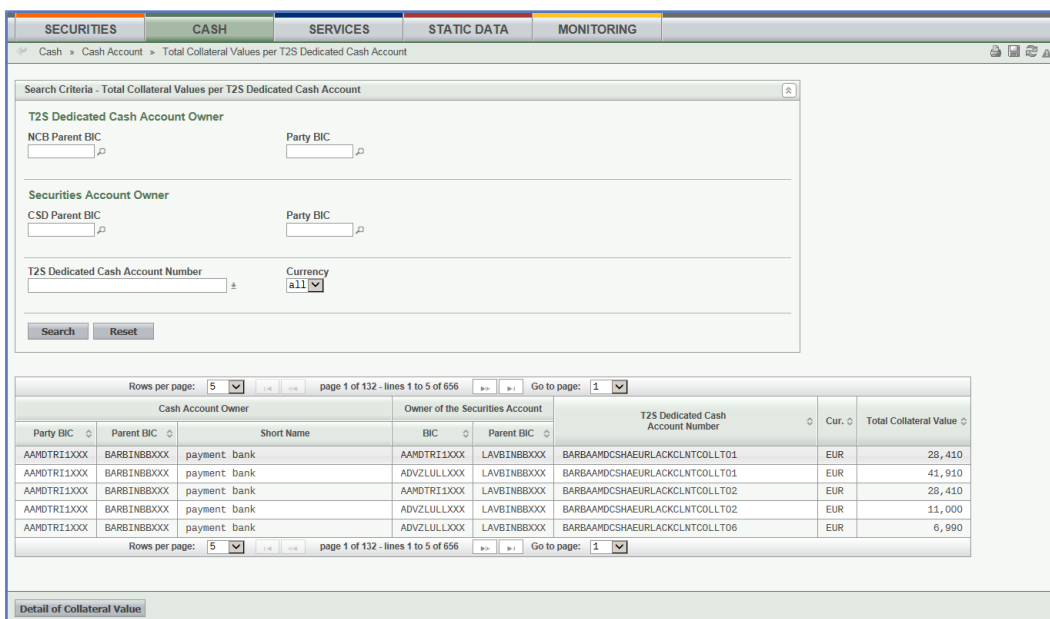 SECURITIES CASH SERVICES STATIC DATA MONITORING
Cash » Cash Account » Total Collateral Values per T2S Dedicated Cash Account
Search Criteria - Total Collateral Values per T2S Dedicated Cash Account
T2S Dedicated Cash Account Owner
NCB Parent BIC Party BIC
Securities Account Owner
CSD Parent BIC Party BIC
T2S Dedicated Cash Account Number Currency
all
Search Reset
Rows per page: 5 page 1 of 132 - lines 1 to 5 of 656 Go to page: 1
Cash Account Owner Owner of the Securities Account T2S Dedicated Cash Account Number Cur. Total Collateral Value
Party BIC Parent BIC Short Name BIC Parent BIC
AAMDTRI1XXX BARBINBBXXX payment bank AAMDTRI1XXX LAVBINBBXXX BARBAAMDCSHAEURLACKCLNTCOLLT01 EUR 28,410
AAMDTRI1XXX BARBINBBXXX payment bank ADVZLULLXXX LAVBINBBXXX BARBAAMDCSHAEURLACKCLNTCOLLT01 EUR 41,910
AAMDTRI1XXX BARBINBBXXX payment bank AAMDTRI1XXX LAVBINBBXXX BARBAAMDCSHAEURLACKCLNTCOLLT02 EUR 28,410
AAMDTRI1XXX BARBINBBXXX payment bank ADVZLULLXXX LAVBINBBXXX BARBAAMDCSHAEURLACKCLNTCOLLT02 EUR 11,000
AAMDTRI1XXX BARBINBBXXX payment bank ADVZLULLXXX LAVBINBBXXX BARBAAMDCSHAEURLACKCLNTCOLLT06 EUR 6,990
Rows per page: 5 page 1 of 132 - lines 1 to 5 of 656 Go to page: 1
Detail of Collateral Value